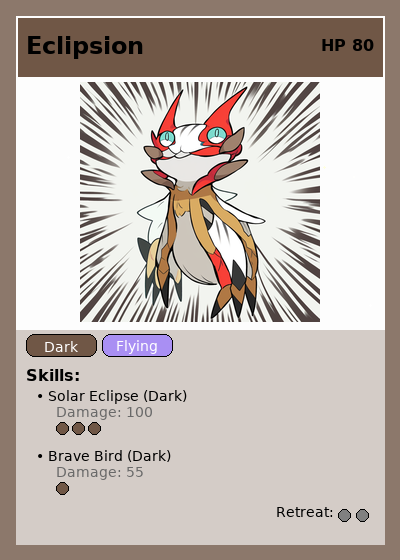 Eclipsion HP 80
Dark Flying
Skills:
• Solar Eclipse (Dark)
Damage: 100
• Brave Bird (Dark)
Damage: 55
Retreat: